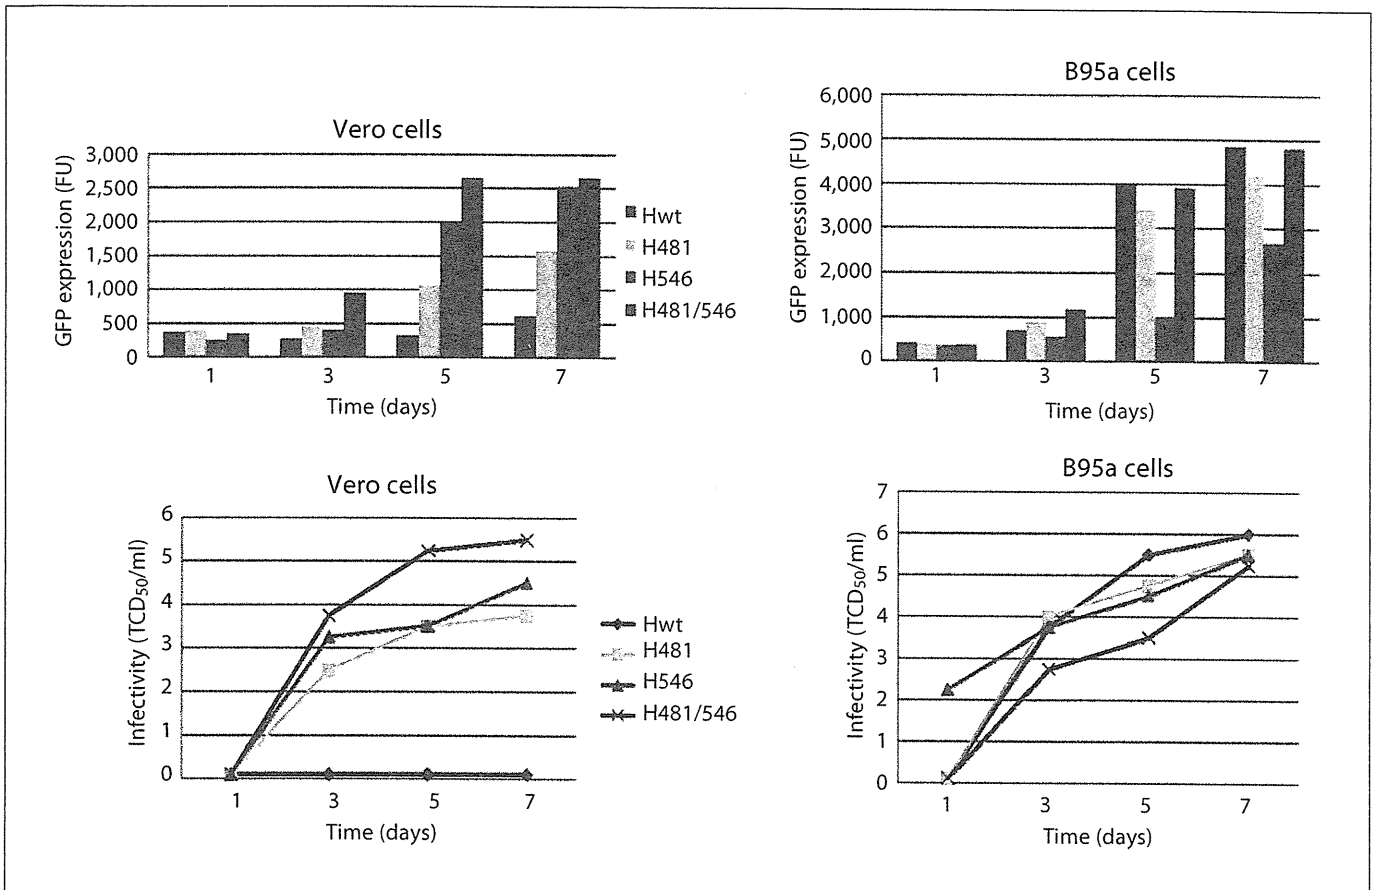 Vero cells
GFP expression (FU)
3,000
2,500
2,000
1,500
1,000
500
0
1 3 5 7
Time (days)
Hwt
H481
H546
H481/546
B95a cells
GFP expression (FU)
6,000
5,000
4,000
3,000
2,000
1,000
0
1 3 5 7
Time (days)
Vero cells
Infectivity (TCD50/ml)
6
5
4
3
2
1
0
1 3 5 7
Time (days)
Hwt
H481
H546
H481/546
B95a cells
Infectivity (TCD50/ml)
7
6
5
4
3
2
1
0
1 3 5 7
Time (days)